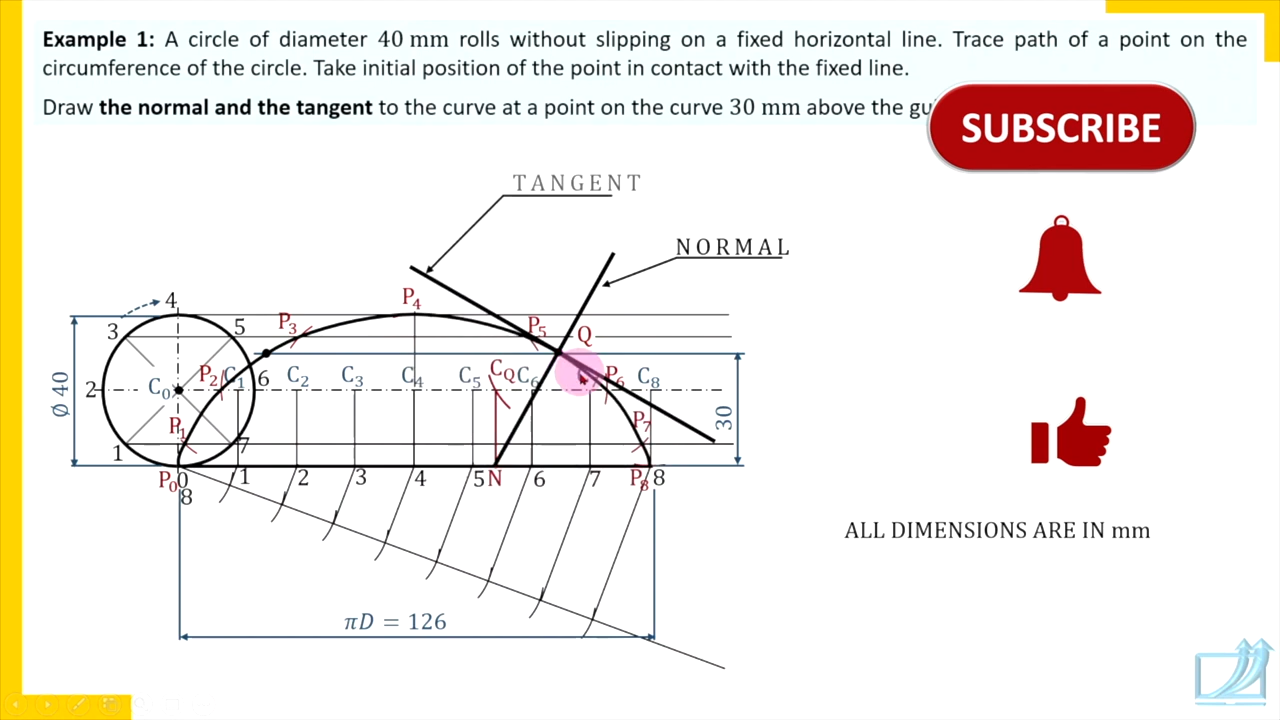 Example 1: A circle of diameter 40 mm rolls without slipping on a fixed horizontal line. Trace path of a point on the
circumference of the circle. Take initial position of the point in contact with the fixed line.
Draw the normal and the tangent to the curve at a point on the curve 30 mm above the
SUBSCRIBE
TANGENT
NORMAL
4
P₄
3
5
P₃
P₅
Q
Ø 40
2
C₀
P₂
C₁
6
C₂
C₃
C₄
C₅
C_Q
C₆
P₆
C₈
30
P₁
P₇
1
7
P₀
0
1
2
3
4
5
N
6
7
P₈
8
8
ALL DIMENSIONS ARE IN mm
πD = 126